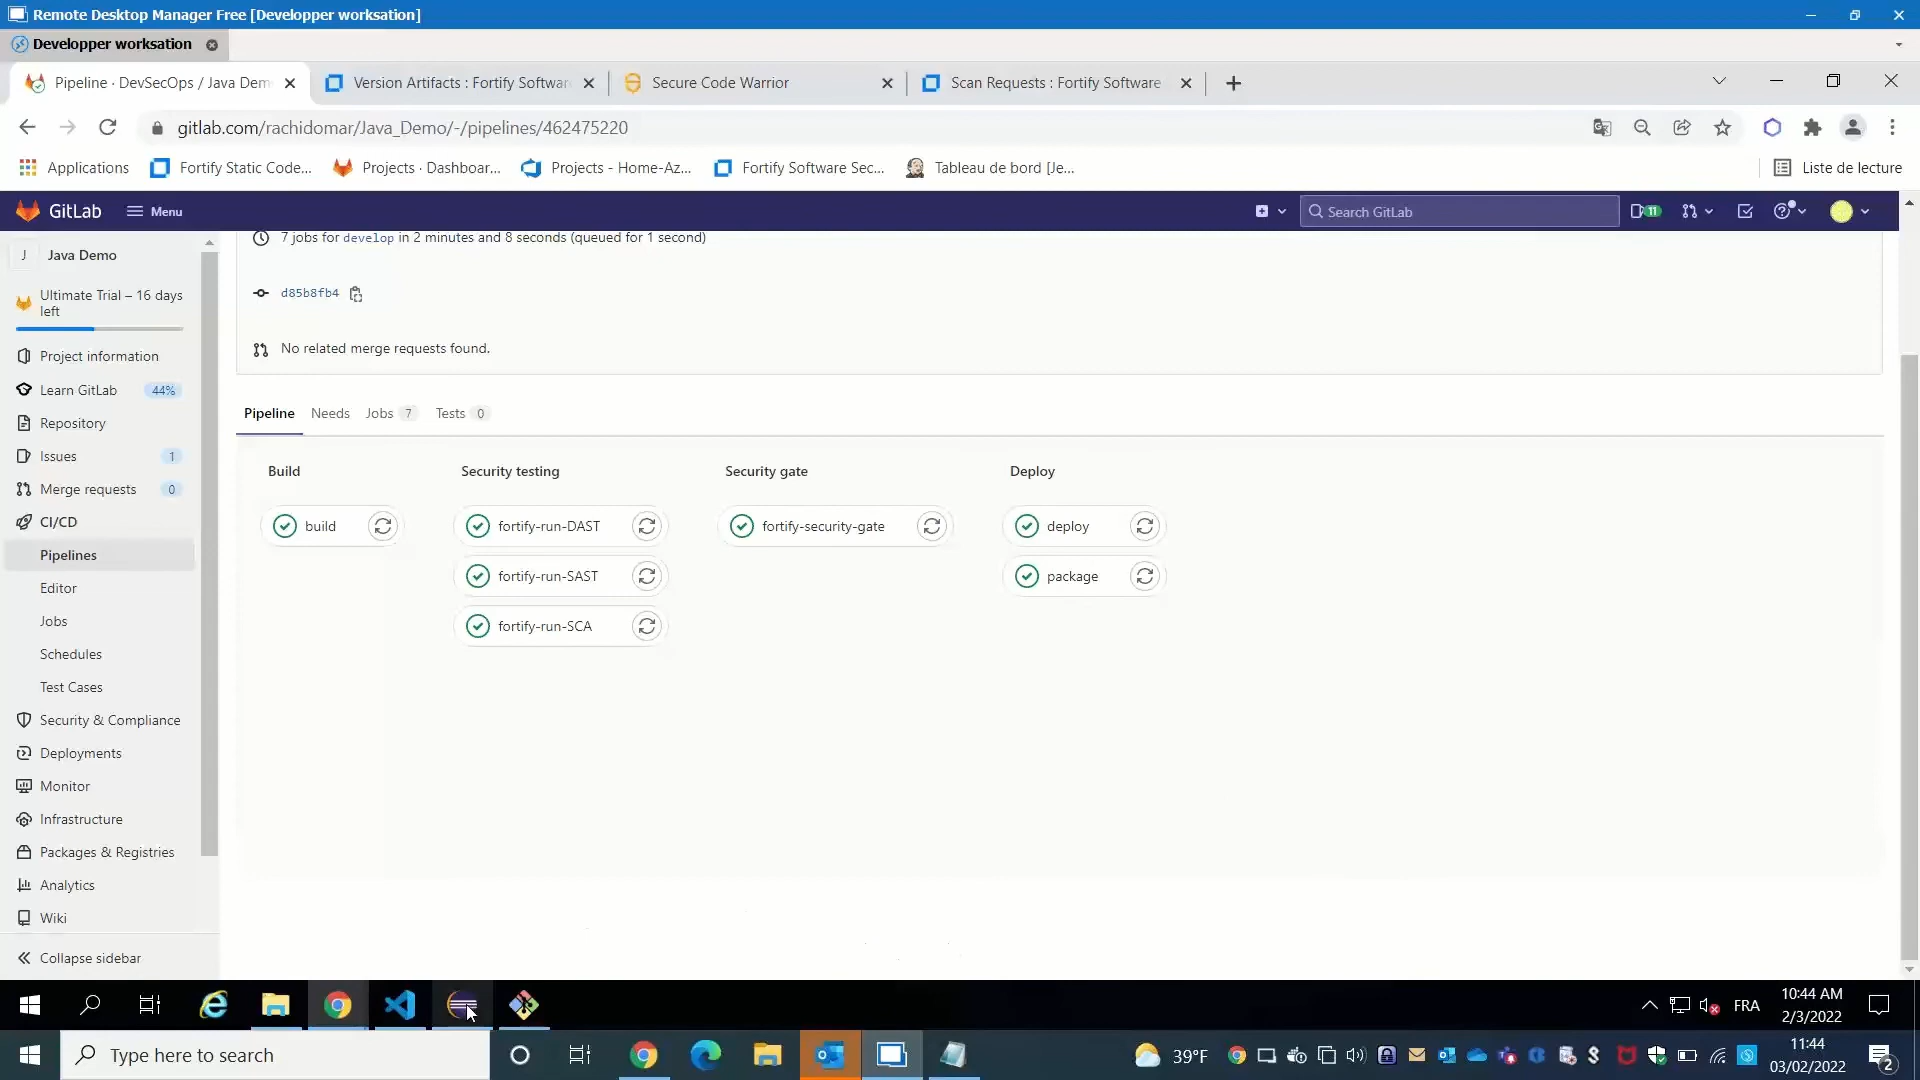 Remote Desktop Manager Free [Developper worksation]
Developper worksation
Pipeline · DevSecOps / Java Dem
Version Artifacts : Fortify Softwar
Secure Code Warrior
Scan Requests : Fortify Software
gitlab.com/rachidomar/Java_Demo/-/pipelines/462475220
Applications
Fortify Static Code...
Projects · Dashboar...
Projects - Home-Az...
Fortify Software Sec...
Tableau de bord [Je...
Liste de lecture
GitLab
Menu
Search GitLab
11
J
Java Demo
7 jobs for develop in 2 minutes and 8 seconds (queued for 1 second)
Ultimate Trial – 16 days
left
d85b8fb4
No related merge requests found.
Project information
Learn GitLab 44%
Repository
Issues 1
Merge requests 0
CI/CD
Pipelines
Editor
Jobs
Schedules
Test Cases
Security & Compliance
Deployments
Monitor
Infrastructure
Packages & Registries
Analytics
Wiki
Collapse sidebar
Pipeline Needs Jobs 7 Tests 0
Build
build
Security testing
fortify-run-DAST
fortify-run-SAST
fortify-run-SCA
Security gate
fortify-security-gate
Deploy
deploy
package
FRA
10:44 AM
2/3/2022
Type here to search
39°F
11:44
03/02/2022
2